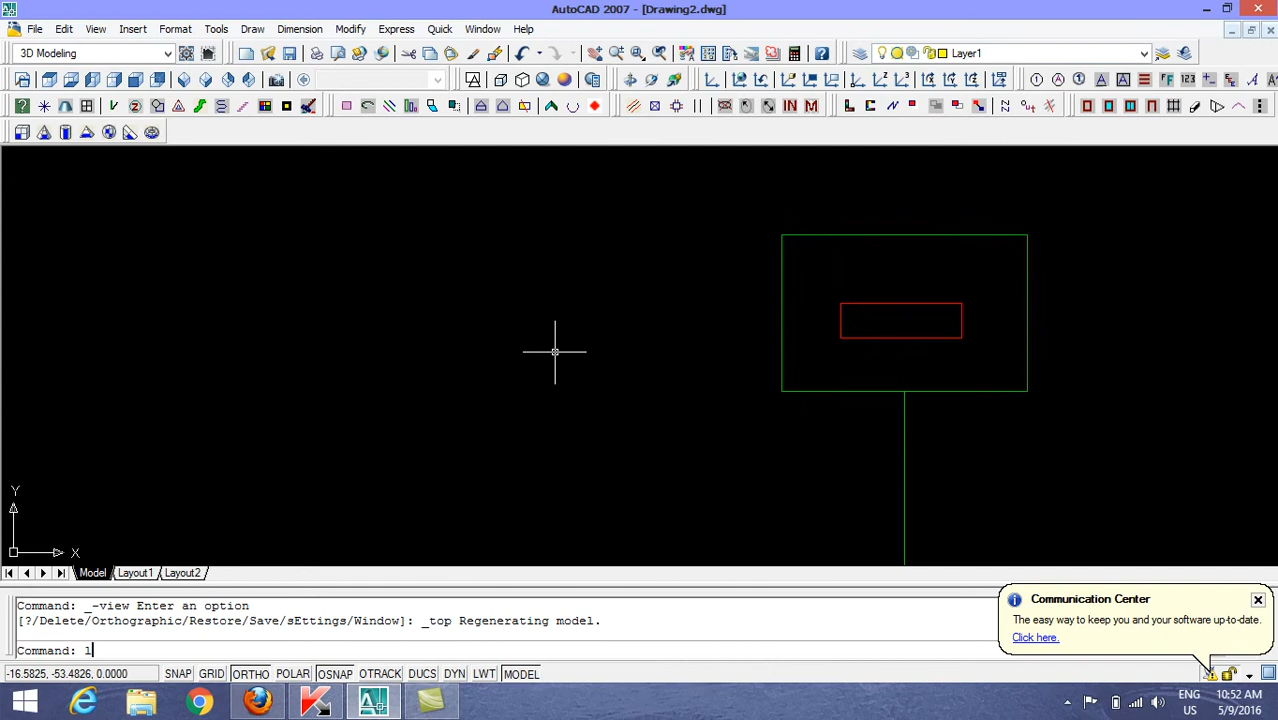 AutoCAD 2007 - [Drawing2.dwg]
File Edit View Insert Format Tools Draw Dimension Modify Express Quick Window Help
3D Modeling
Layer1
123
IN M
Y
X
Model Layout1 Layout2
Command: _-view Enter an option
[?/Delete/Orthographic/Restore/Save/sEttings/Window]: _top Regenerating model.
Command: l
Communication Center
The easy way to keep you and your software up-to-date.
Click here.
-16.5825, -53.4826, 0.0000
SNAP GRID ORTHO POLAR OSNAP OTRACK DUCS DYN LWT MODEL
ENG
US
10:52 AM
5/9/2016